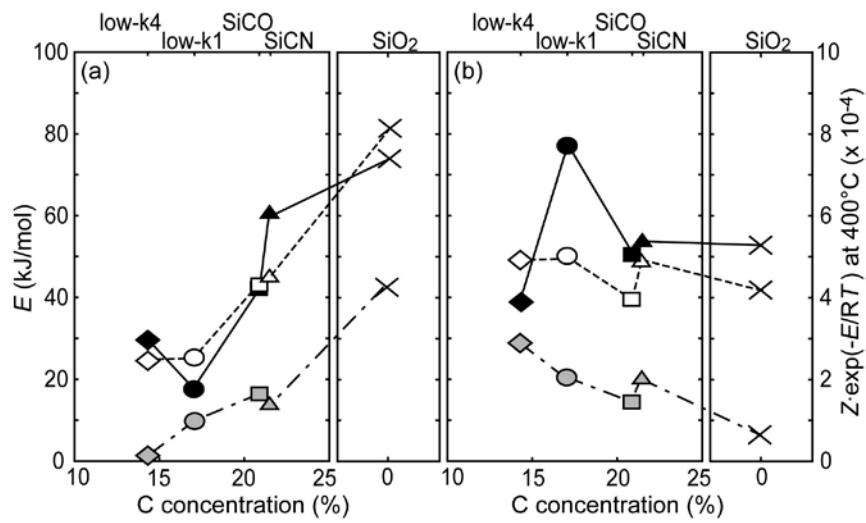 low-k4 SiCO low-k4 SiCO
low-k1 SiCN SiO2 low-k1 SiCN SiO2
100 (a) (b) 10
80 8
60 6
40 4
20 2
0 0
E (kJ/mol)
Z·exp(-E/RT) at 400°C (x 10-4)
10 15 20 25 0 10 15 20 25 0
C concentration (%) C concentration (%)